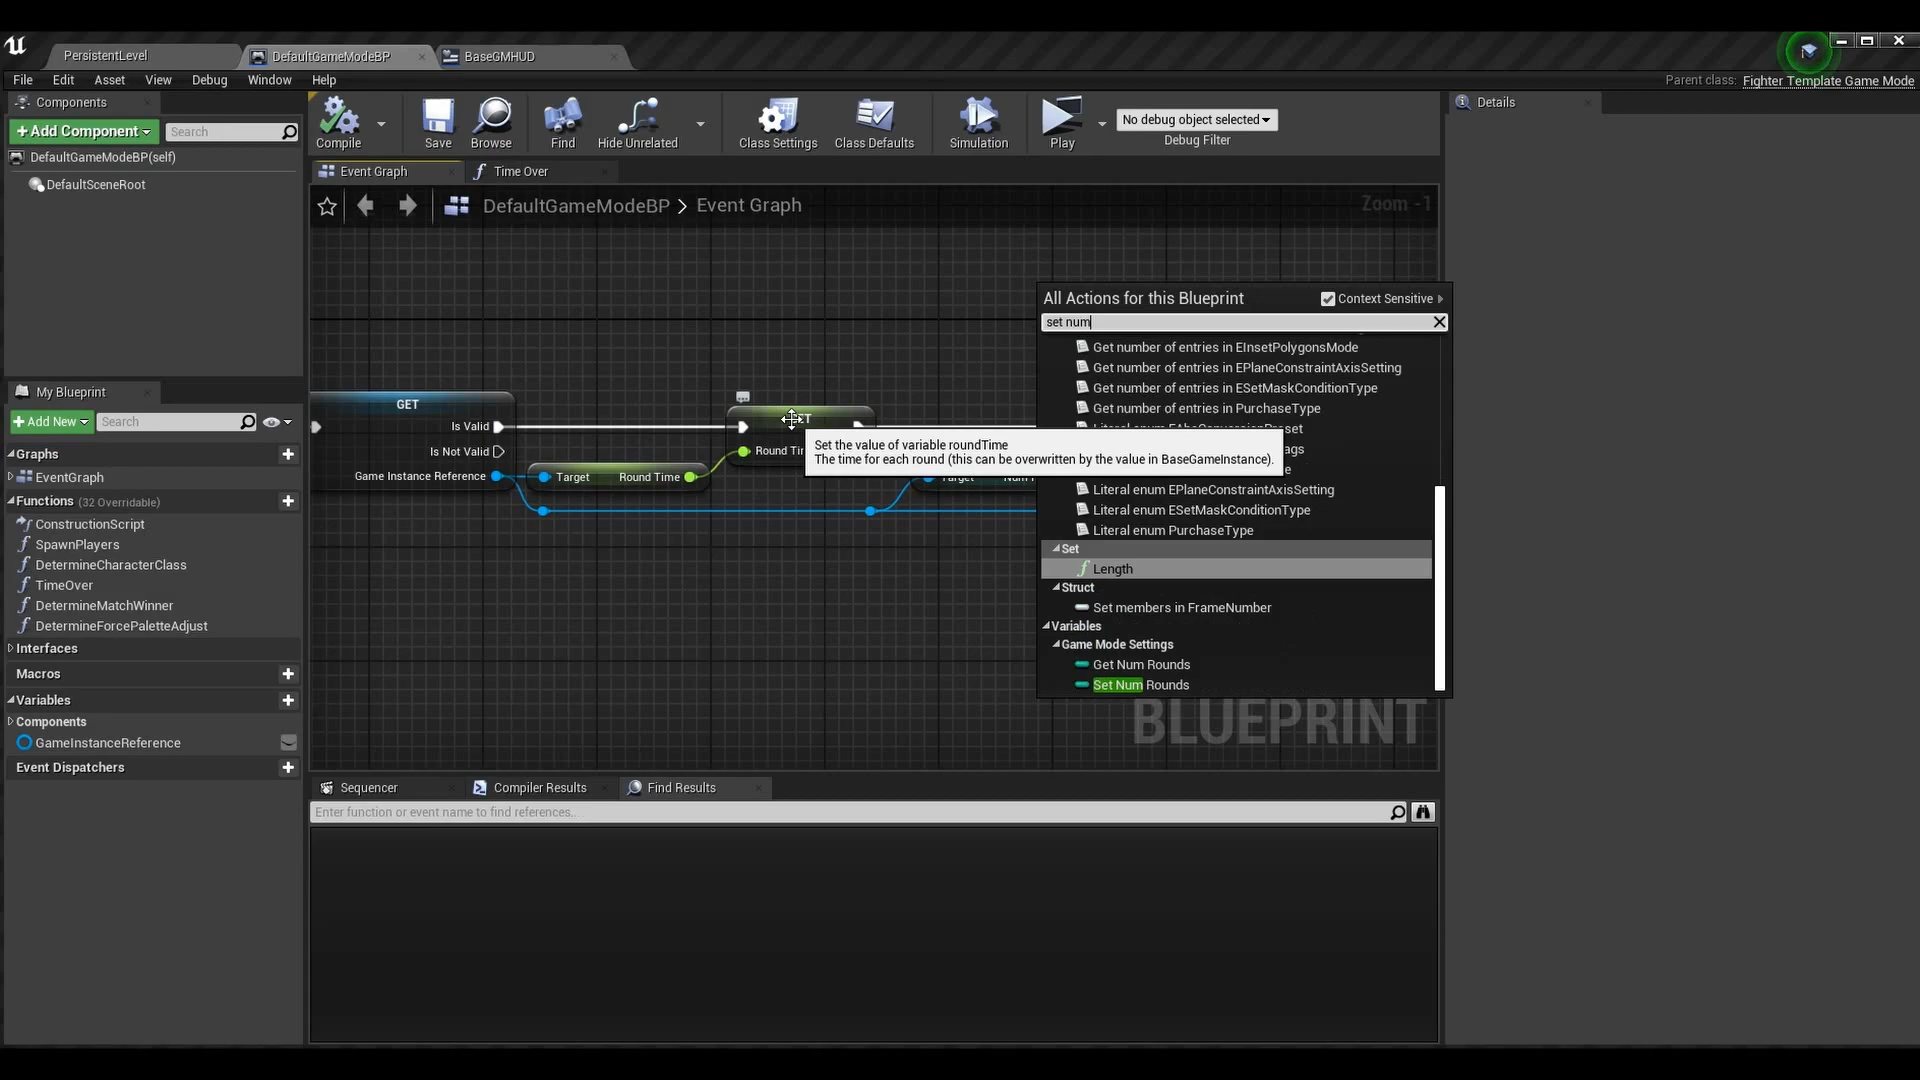 PersistentLevel
DefaultGameModeBP
BaseGMHUD
File Edit Asset View Debug Window Help
Parent class: Fighter Template Game Mode
Components
Details
+Add Component
Search
DefaultGameModeBP(self)
DefaultSceneRoot
Compile
Save
Browse
Find
Hide Unrelated
Class Settings
Class Defaults
Simulation
Play
No debug object selected
Debug Filter
Event Graph
Time Over
DefaultGameModeBP > Event Graph
Zoom -1
GET
Is Valid
Is Not Valid
Game Instance Reference
Target Round Time
Set the value of variable roundTime
The time for each round (this can be overwritten by the value in BaseGameInstance).
All Actions for this Blueprint
Context Sensitive
set num
Get number of entries in EInsetPolygonsMode
Get number of entries in EPlaneConstraintAxisSetting
Get number of entries in ESetMaskConditionType
Get number of entries in PurchaseType
Literal enum EPlaneConstraintAxisSetting
Literal enum ESetMaskConditionType
Literal enum PurchaseType
Set
Length
Struct
Set members in FrameNumber
Variables
Game Mode Settings
Get Num Rounds
Set Num Rounds
BLUEPRINT
My Blueprint
+Add New
Search
Graphs
EventGraph
Functions (32 Overridable)
ConstructionScript
SpawnPlayers
DetermineCharacterClass
TimeOver
DetermineMatchWinner
DetermineForcePaletteAdjust
Interfaces
Macros
Variables
Components
GameInstanceReference
Event Dispatchers
Sequencer
Compiler Results
Find Results
Enter function or event name to find references..